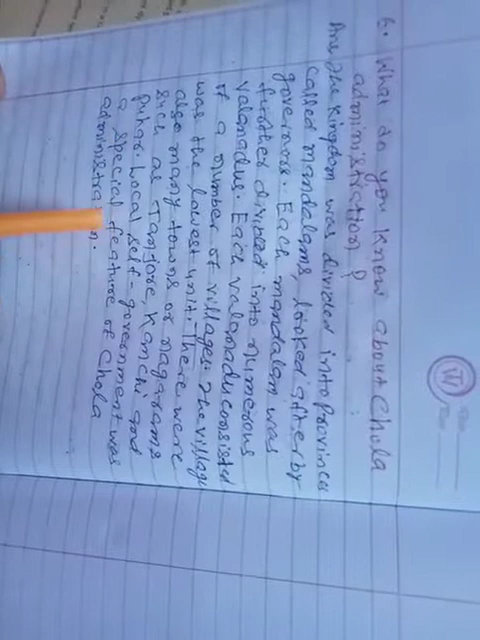 6. What do you know about Chola
administration?
Ans. The Kingdom was divided into Province
called mandalams, looked after by
governors. Each mandalam was
further divided into numerous
valanadus. Each valanadu consisted
of a number of villages. The village
was the lowest unit. There were
also many towns or nagarams
such as Tanjore, Kanchi and
Puhar. Local self-government was
a special feature of Chola
administration.
W